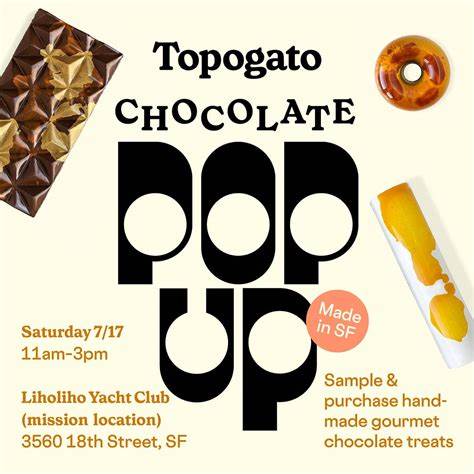 Topogato
CHOCOLATE
POP
UP
Made
in SF
Saturday 7/17
11am–3pm
Liholiho Yacht Club
(mission location)
3560 18th Street, SF
Sample &
purchase hand-
made gourmet
chocolate treats